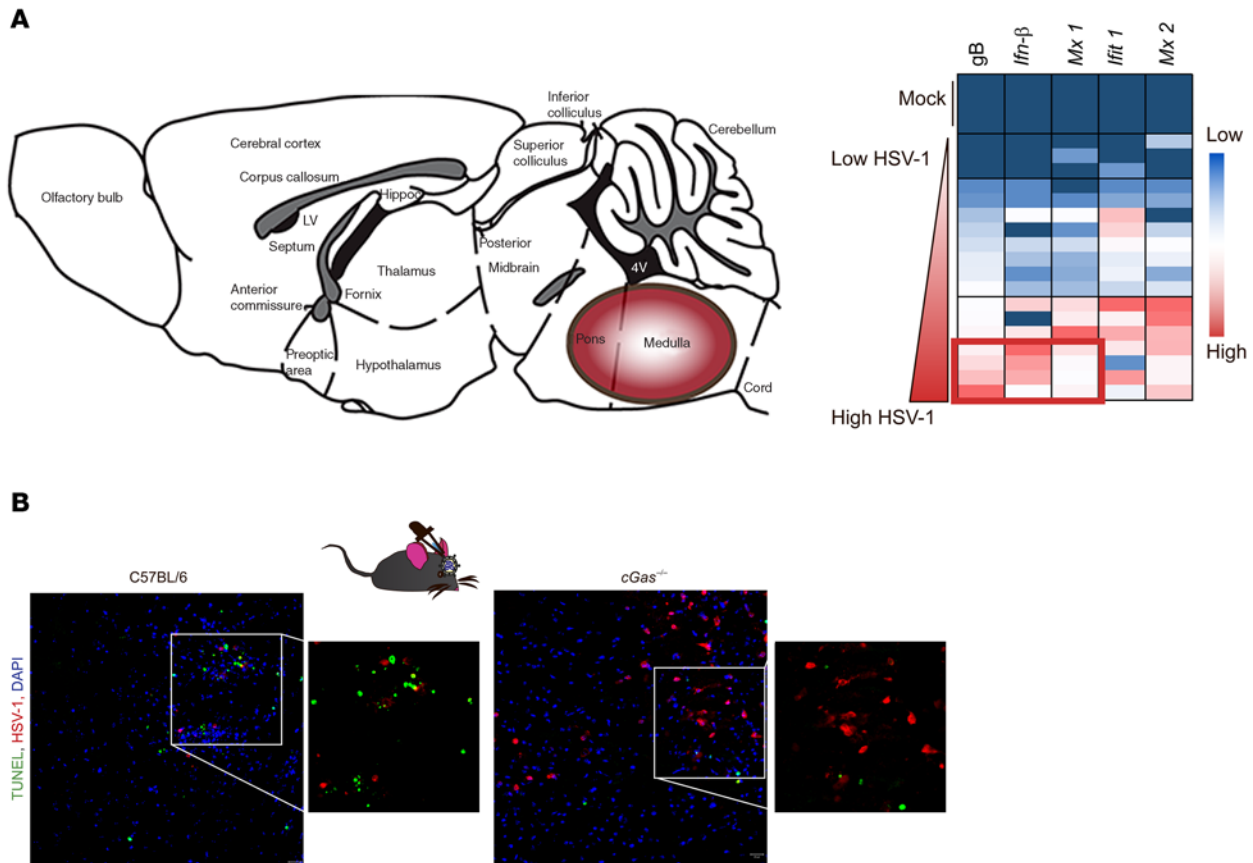 A
gB
Ifn-β
Mx 1
Ifit 1
Mx 2
Mock
Low HSV-1
High HSV-1
Low
High
Olfactory bulb
Cerebral cortex
Corpus callosum
LV
Septum
Hippoc
Anterior
commissure
Fornix
Thalamus
Preoptic
area
Hypothalamus
Posterior
Midbrain
Superior
colliculus
Inferior
colliculus
Cerebellum
4V
Pons
Medulla
Cord
B
C57BL/6
cGas–/–
TUNEL, HSV-1, DAPI